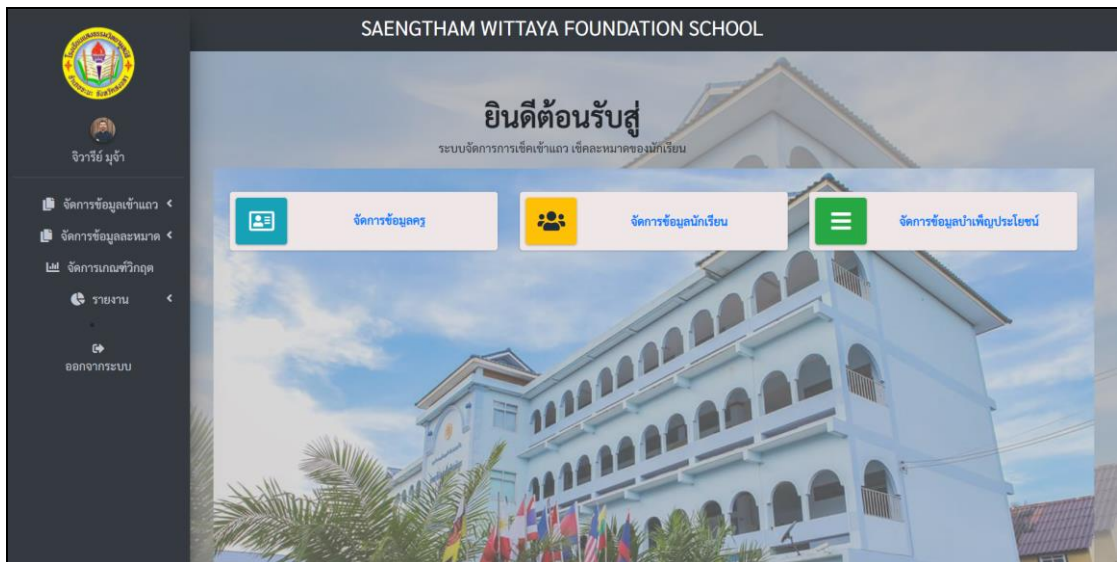 SAENGTHAM WITTAYA FOUNDATION SCHOOL
จิวารีย์ มุจ๋า
จัดการข้อมูลเข้าแถว
จัดการข้อมูลละหมาด
จัดการเกณฑ์วิกฤต
รายงาน
ออกจากระบบ
ยินดีต้อนรับสู่
ระบบจัดการการเช็คเข้าแถว เช็คละหมาดของนักเรียน
จัดการข้อมูลครู
จัดการข้อมูลนักเรียน
จัดการข้อมูลบำเพ็ญประโยชน์